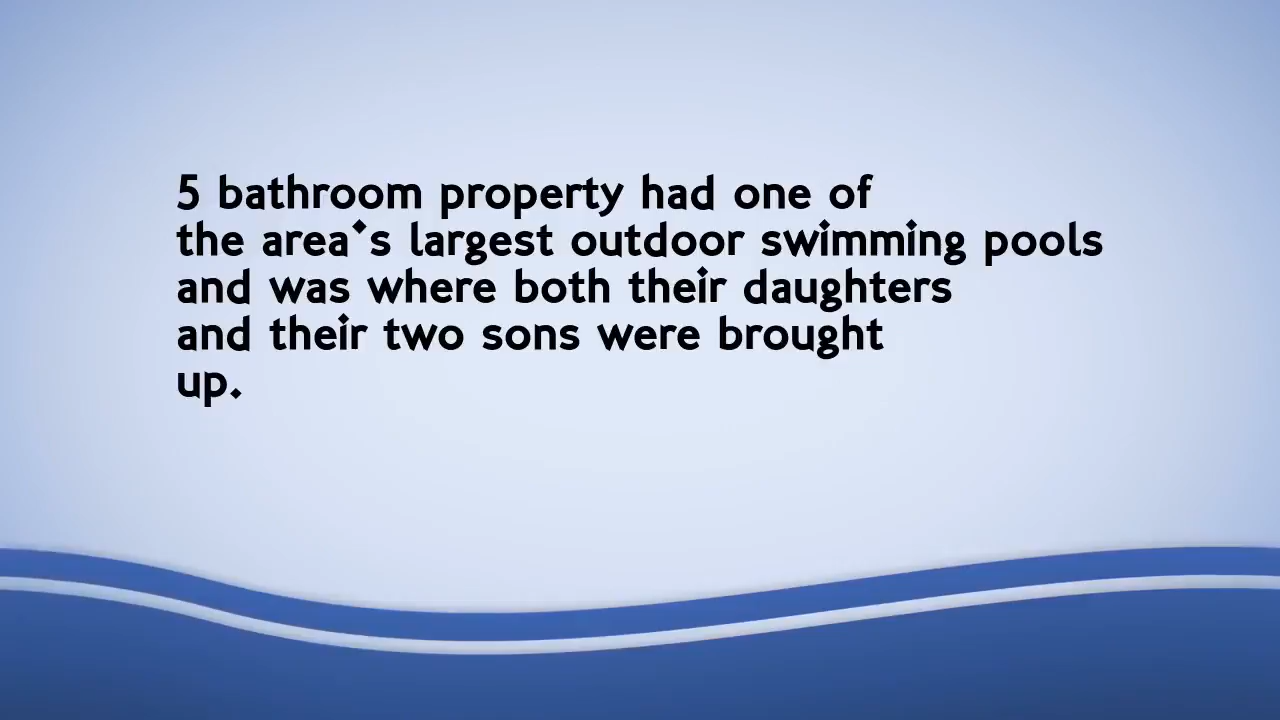 5 bathroom property had one of
the area's largest outdoor swimming pools
and was where both their daughters
and their two sons were brought
up.